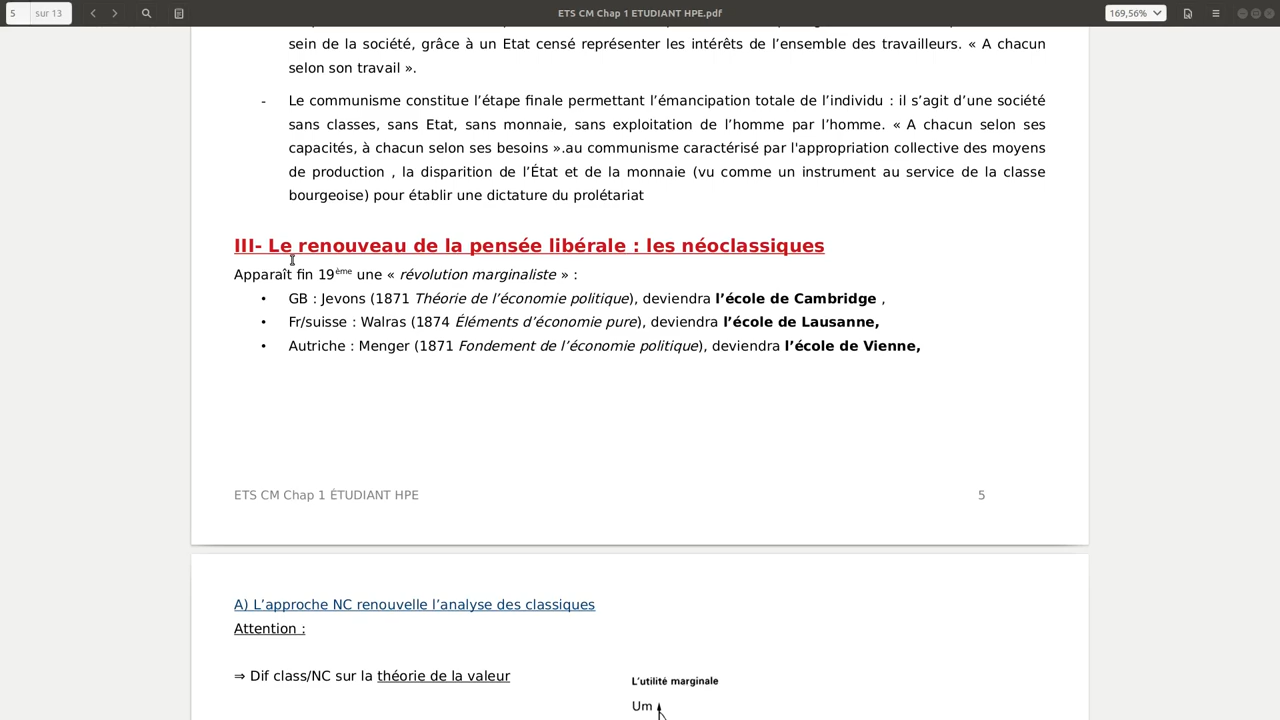 5 sur 13
ETS CM Chap 1 ETUDIANT HPE.pdf
169,56%
sein de la société, grâce à un Etat censé représenter les intérêts de l’ensemble des travailleurs. « A chacun
selon son travail ».
- Le communisme constitue l’étape finale permettant l’émancipation totale de l’individu : il s’agit d’une société
sans classes, sans Etat, sans monnaie, sans exploitation de l’homme par l’homme. « A chacun selon ses
capacités, à chacun selon ses besoins ».au communisme caractérisé par l'appropriation collective des moyens
de production , la disparition de l’État et de la monnaie (vu comme un instrument au service de la classe
bourgeoise) pour établir une dictature du prolétariat
III- Le renouveau de la pensée libérale : les néoclassiques
Apparaît fin 19ème une « révolution marginaliste » :
• GB : Jevons (1871 Théorie de l’économie politique), deviendra l’école de Cambridge ,
• Fr/suisse : Walras (1874 Éléments d’économie pure), deviendra l’école de Lausanne,
• Autriche : Menger (1871 Fondement de l’économie politique), deviendra l’école de Vienne,
ETS CM Chap 1 ÉTUDIANT HPE 5
A) L’approche NC renouvelle l’analyse des classiques
Attention :
⇒ Dif class/NC sur la théorie de la valeur
L’utilité marginale
Um